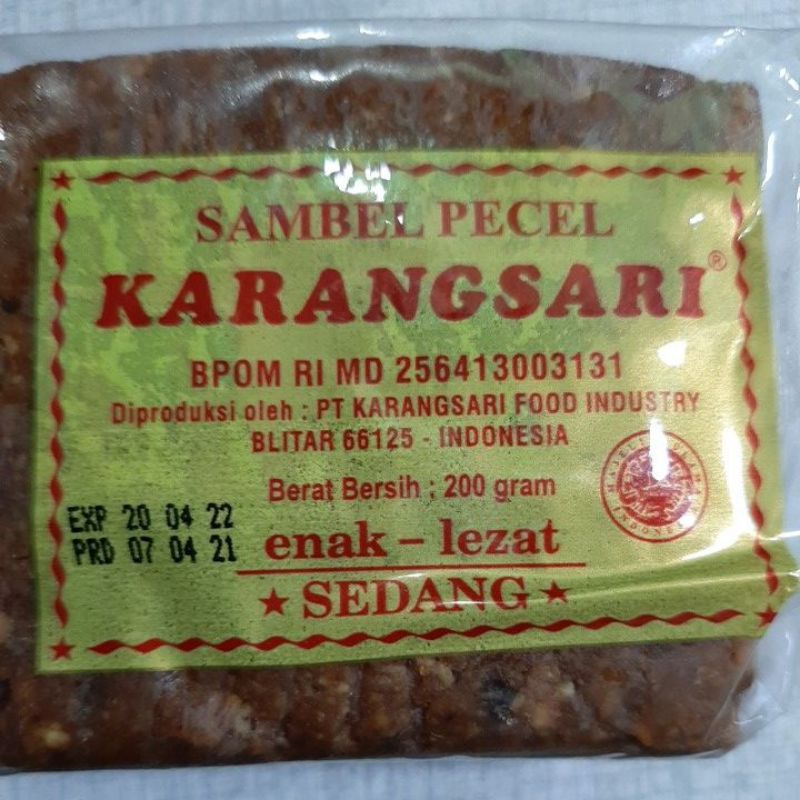 SAMBEL PECEL
KARANGSARI®
BPOM RI MD 256413003131
Diproduksi oleh : PT KARANGSARI FOOD INDUSTRY
BLITAR 66125 - INDONESIA
Berat Bersih : 200 gram
EXP 20 04 22
PRD 07 04 21
enak – lezat
★ SEDANG ★
INDONESIA